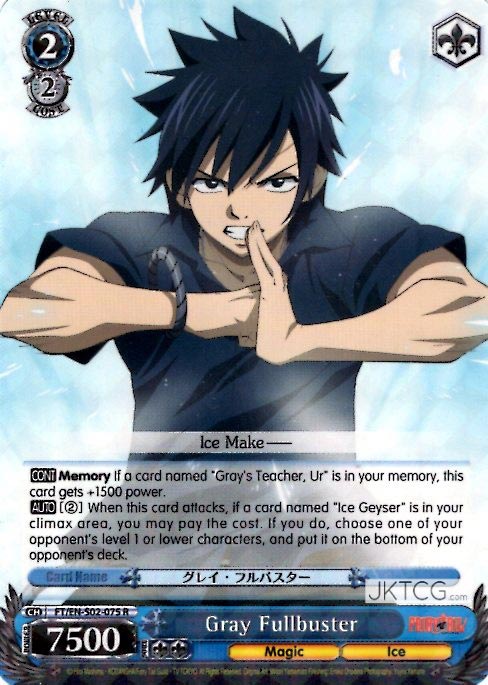 LEVEL
2
2
COST
Ice Make——
CONT Memory If a card named "Gray's Teacher, Ur" is in your memory, this
card gets +1500 power.
AUTO [②] When this card attacks, if a card named "Ice Geyser" is in your
climax area, you may pay the cost. If you do, choose one of your
opponent's level 1 or lower characters, and put it on the bottom of your
opponent's deck.
Card Name
グレイ・フルバスター
JKTCG.com
CH FT/EN-S02-075 R
POWER 7500
Gray Fullbuster
FAIRY TAIL
Magic Ice